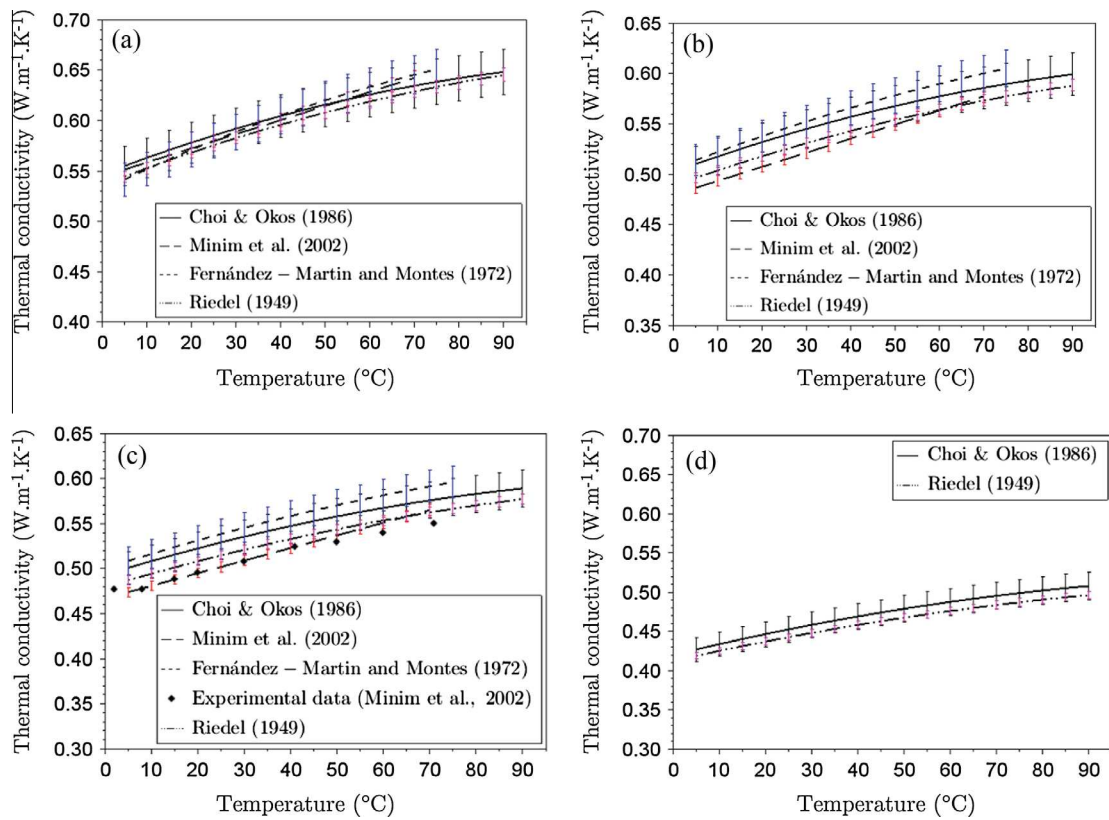 (a)
Thermal conductivity (W.m-1.K-1)
0.70
0.65
0.60
0.55
0.50
0.45
0.40
Choi & Okos (1986)
Minim et al. (2002)
Fernández – Martin and Montes (1972)
Riedel (1949)
0 10 20 30 40 50 60 70 80 90
Temperature (°C)
(b)
Thermal conductivity (W.m-1.K-1)
0.65
0.60
0.55
0.50
0.45
0.40
0.35
Choi & Okos (1986)
Minim et al. (2002)
Fernández – Martin and Montes (1972)
Riedel (1949)
0 10 20 30 40 50 60 70 80 90
Temperature (°C)
(c)
Thermal conductivity (W.m-1.K-1)
0.65
0.60
0.55
0.50
0.45
0.40
0.35
0.30
Choi & Okos (1986)
Minim et al. (2002)
Fernández – Martin and Montes (1972)
Experimental data (Minim et al., 2002)
Riedel (1949)
0 10 20 30 40 50 60 70 80 90
Temperature (°C)
(d)
Thermal conductivity (W.m-1.K-1)
0.70
0.65
0.60
0.55
0.50
0.45
0.40
0.35
0.30
Choi & Okos (1986)
Riedel (1949)
0 10 20 30 40 50 60 70 80 90
Temperature (°C)